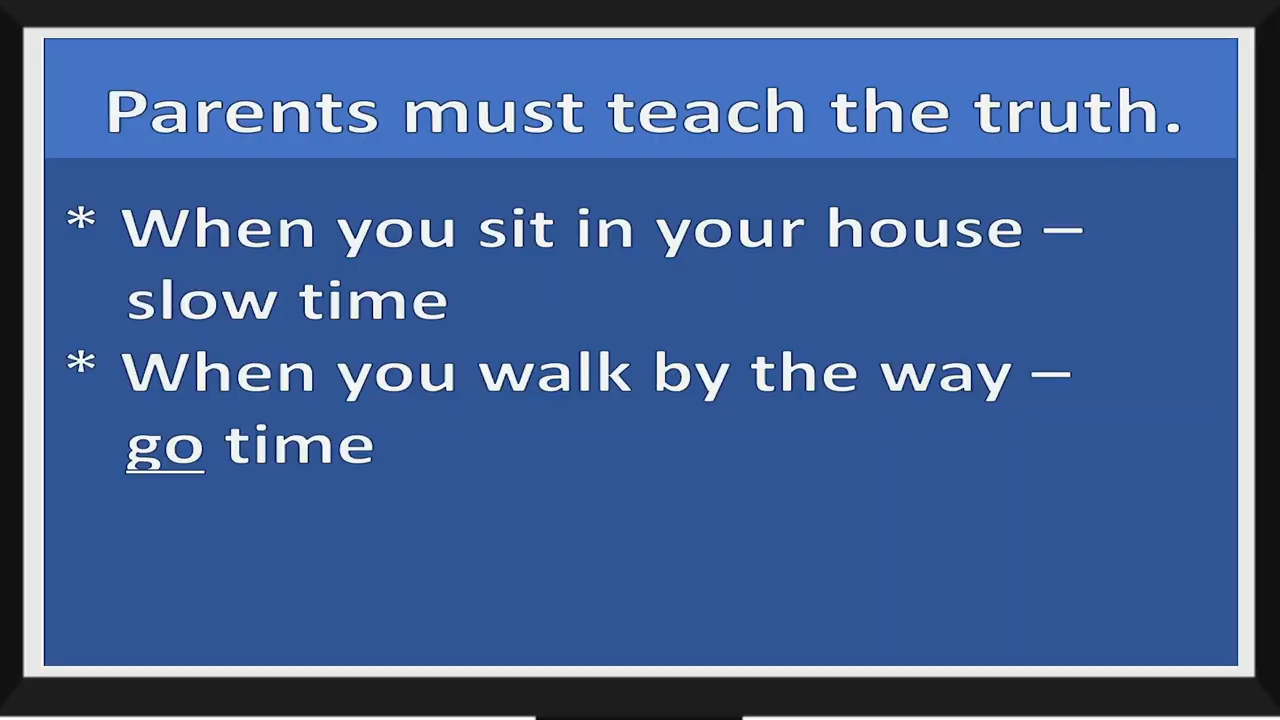 Parents must teach the truth.
* When you sit in your house –
slow time
* When you walk by the way –
go time